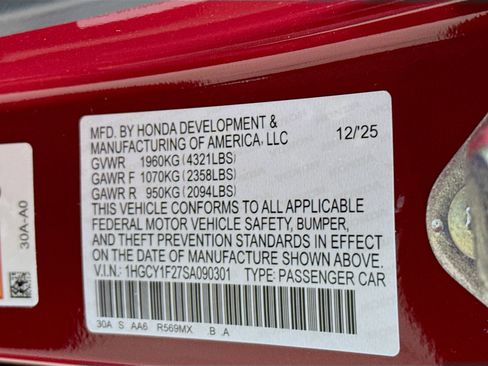 MFD. BY HONDA DEVELOPMENT &
MANUFACTURING OF AMERICA, LLC 12/'25
GVWR 1960KG (4321LBS)
GAWR F 1070KG (2358LBS)
GAWR R 950KG (2094LBS)
THIS VEHICLE CONFORMS TO ALL APPLICABLE
FEDERAL MOTOR VEHICLE SAFETY, BUMPER,
AND THEFT PREVENTION STANDARDS IN EFFECT
ON THE DATE OF MANUFACTURE SHOWN ABOVE.
V.I.N.: 1HGCY1F27SA090301 TYPE: PASSENGER CAR
30A S AA6 R569MX .B .A
30A-A0